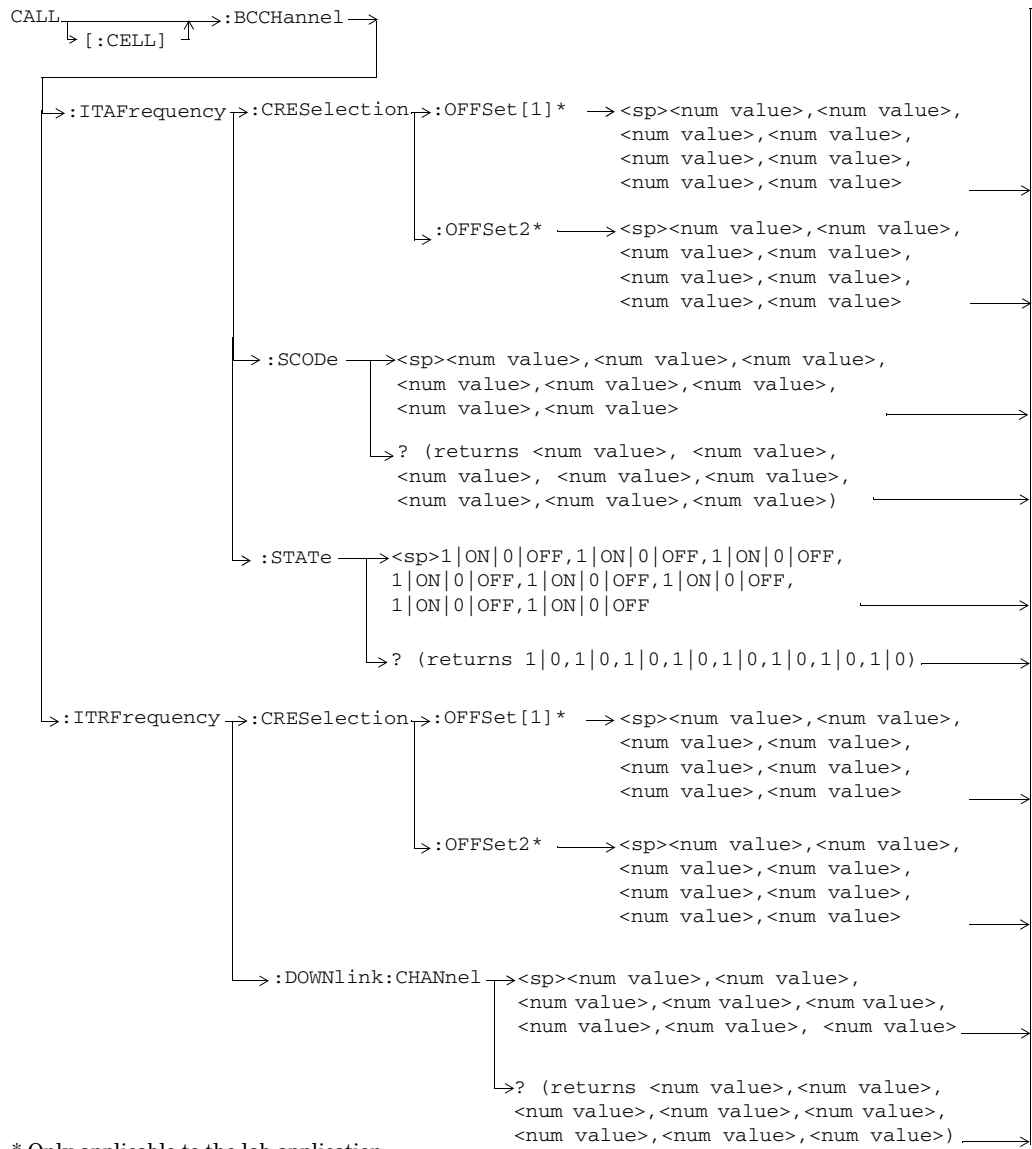 CALL :BCCHannel
[:CELL]
:ITAFrequency :CRESelection :OFFSet[1]* <sp><num value>,<num value>,
<num value>,<num value>,
<num value>,<num value>,
<num value>,<num value>
:OFFSet2* <sp><num value>,<num value>,
<num value>,<num value>,
<num value>,<num value>,
<num value>,<num value>
:SCODe <sp><num value>,<num value>,<num value>,
<num value>,<num value>,<num value>,
<num value>,<num value>
? (returns <num value>, <num value>,
<num value>, <num value>,<num value>,
<num value>,<num value>,<num value>)
:STATe <sp>1|ON|0|OFF,1|ON|0|OFF,1|ON|0|OFF,
1|ON|0|OFF,1|ON|0|OFF,1|ON|0|OFF,
1|ON|0|OFF,1|ON|0|OFF
? (returns 1|0,1|0,1|0,1|0,1|0,1|0,1|0,1|0)
:ITRFrequency :CRESelection :OFFSet[1]* <sp><num value>,<num value>,
<num value>,<num value>,
<num value>,<num value>,
<num value>,<num value>
:OFFSet2* <sp><num value>,<num value>,
<num value>,<num value>,
<num value>,<num value>,
<num value>,<num value>
:DOWNlink:CHANnel <sp><num value>,<num value>,
<num value>,<num value>,<num value>,
<num value>,<num value>, <num value>
? (returns <num value>,<num value>,
<num value>,<num value>,<num value>,
<num value>,<num value>,<num value>)
* Only applicable to the lab application